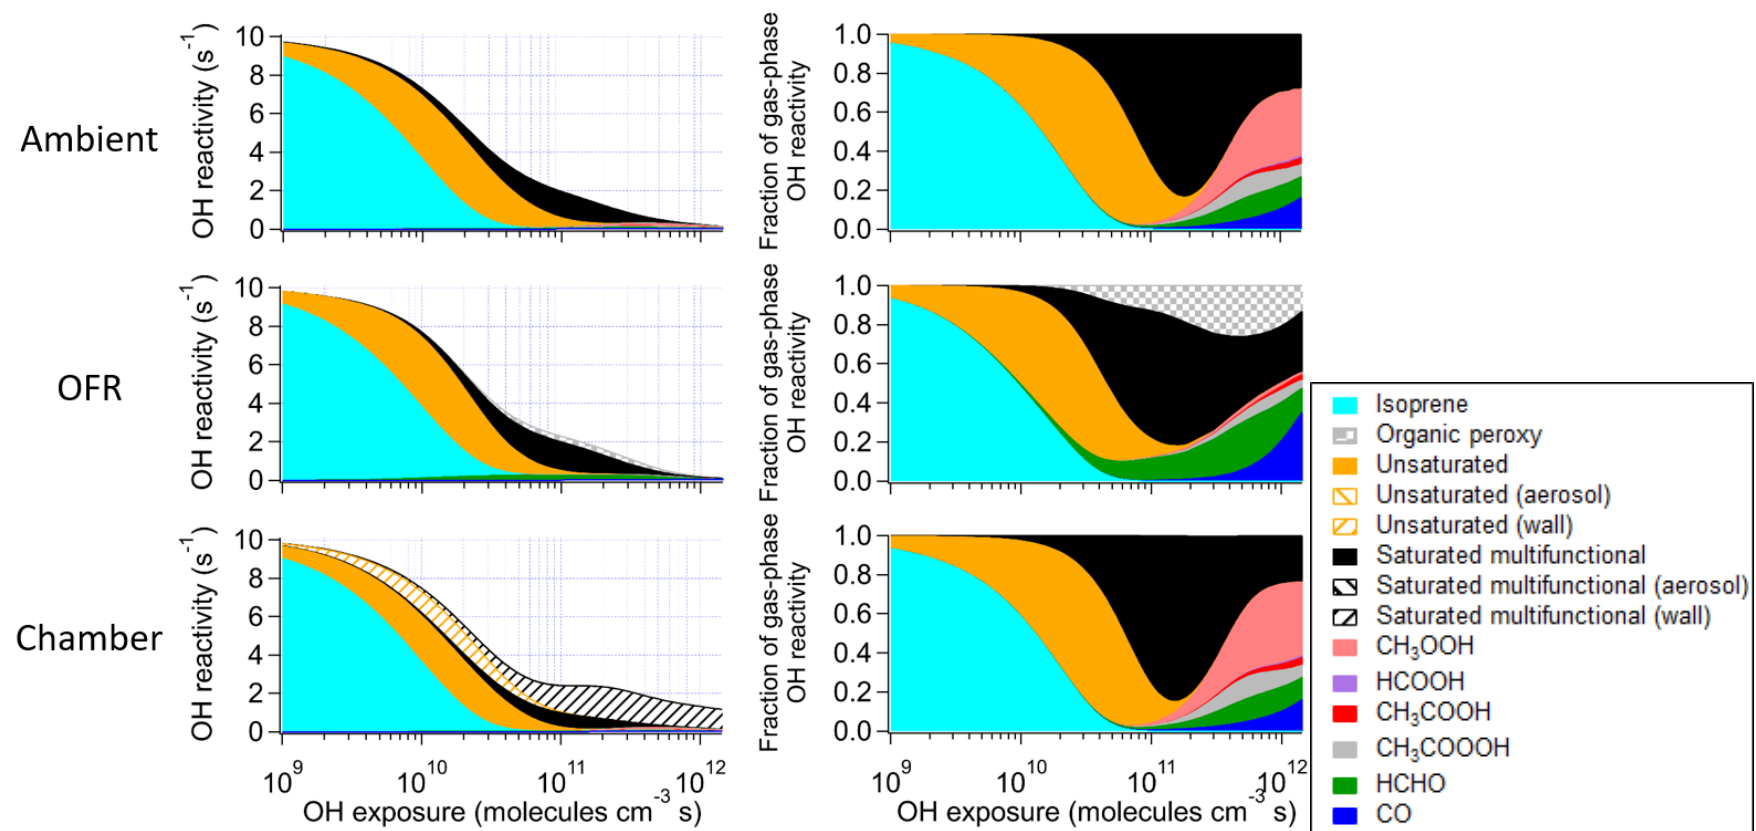 Ambient
OH reactivity (s-1)
10
8
6
4
2
0
Fraction of gas-phase
OH reactivity
1.0
0.8
0.6
0.4
0.2
0.0
OFR
OH reactivity (s-1)
10
8
6
4
2
0
Fraction of gas-phase
OH reactivity
1.0
0.8
0.6
0.4
0.2
0.0
Chamber
OH reactivity (s-1)
10
8
6
4
2
0
10^9 10^10 10^11 10^12
OH exposure (molecules cm-3 s)
Fraction of gas-phase
OH reactivity
1.0
0.8
0.6
0.4
0.2
0.0
10^9 10^10 10^11 10^12
OH exposure (molecules cm-3 s)
Isoprene
Organic peroxy
Unsaturated
Unsaturated (aerosol)
Unsaturated (wall)
Saturated multifunctional
Saturated multifunctional (aerosol)
Saturated multifunctional (wall)
CH3OOH
HCOOH
CH3COOH
CH3COOOH
HCHO
CO